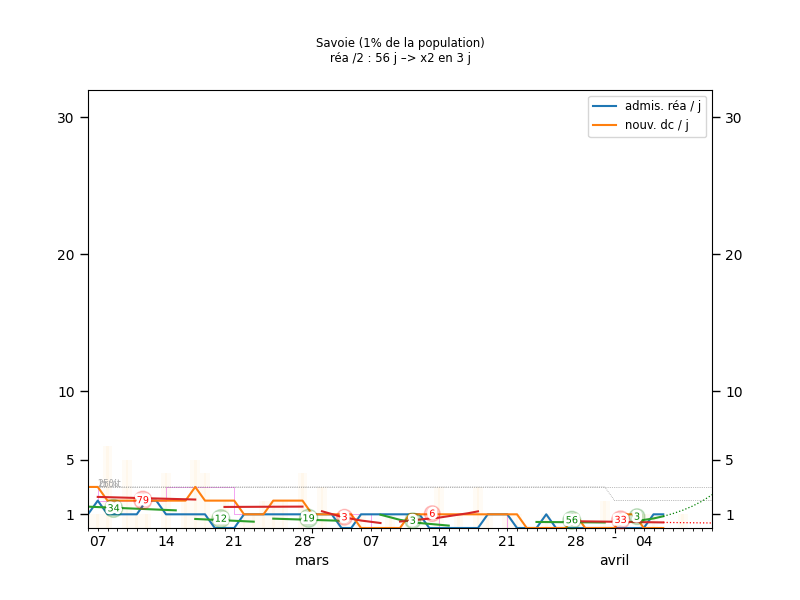 Savoie (1% de la population)
réa /2 : 56 j –> x2 en 3 j
admis. réa / j
nouv. dc / j
30 30
20 20
10 10
5 5
1 1
34 79 12 19 3 3 6 56 33 3
07 14 21 28 07 14 21 28 04
mars avril